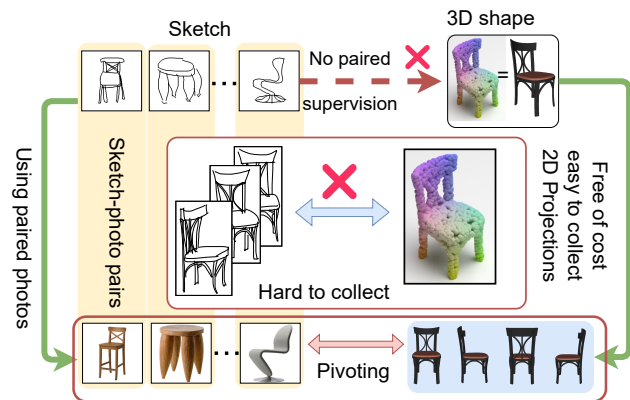 Sketch
3D shape
No paired
supervision
=
Using paired photos
Sketch-photo pairs
Hard to collect
Free of cost
easy to collect
2D Projections
Pivoting